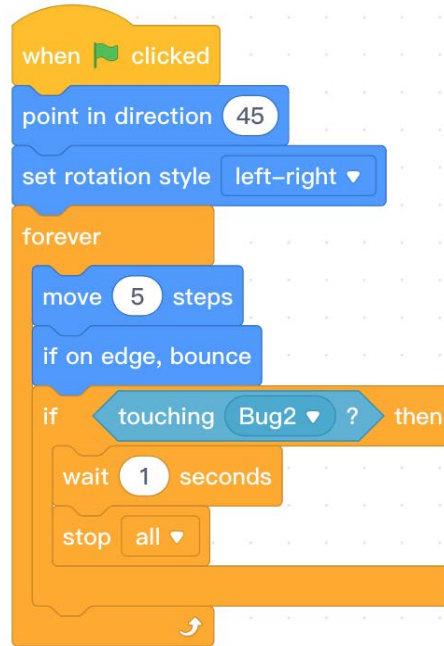 when clicked
point in direction 45
set rotation style left-right
forever
move 5 steps
if on edge, bounce
if touching Bug2 ? then
wait 1 seconds
stop all